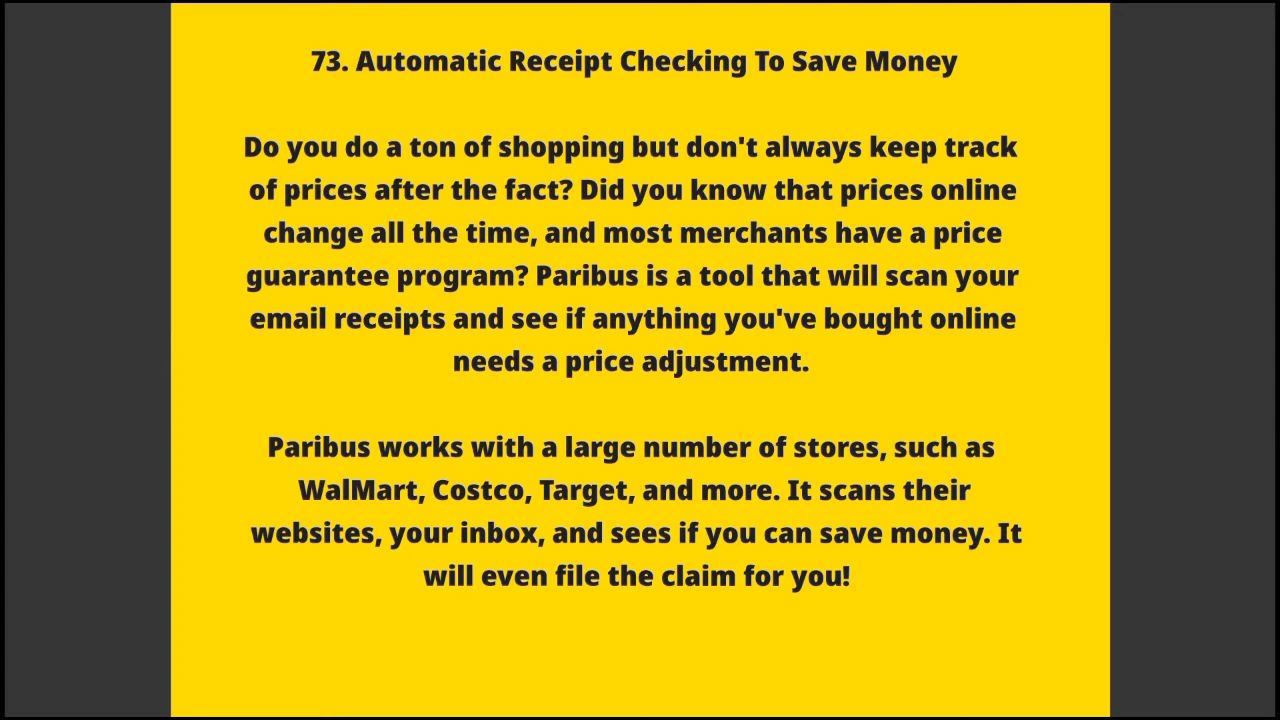 73. Automatic Receipt Checking To Save Money
Do you do a ton of shopping but don't always keep track
of prices after the fact? Did you know that prices online
change all the time, and most merchants have a price
guarantee program? Paribus is a tool that will scan your
email receipts and see if anything you've bought online
needs a price adjustment.
Paribus works with a large number of stores, such as
WalMart, Costco, Target, and more. It scans their
websites, your inbox, and sees if you can save money. It
will even file the claim for you!